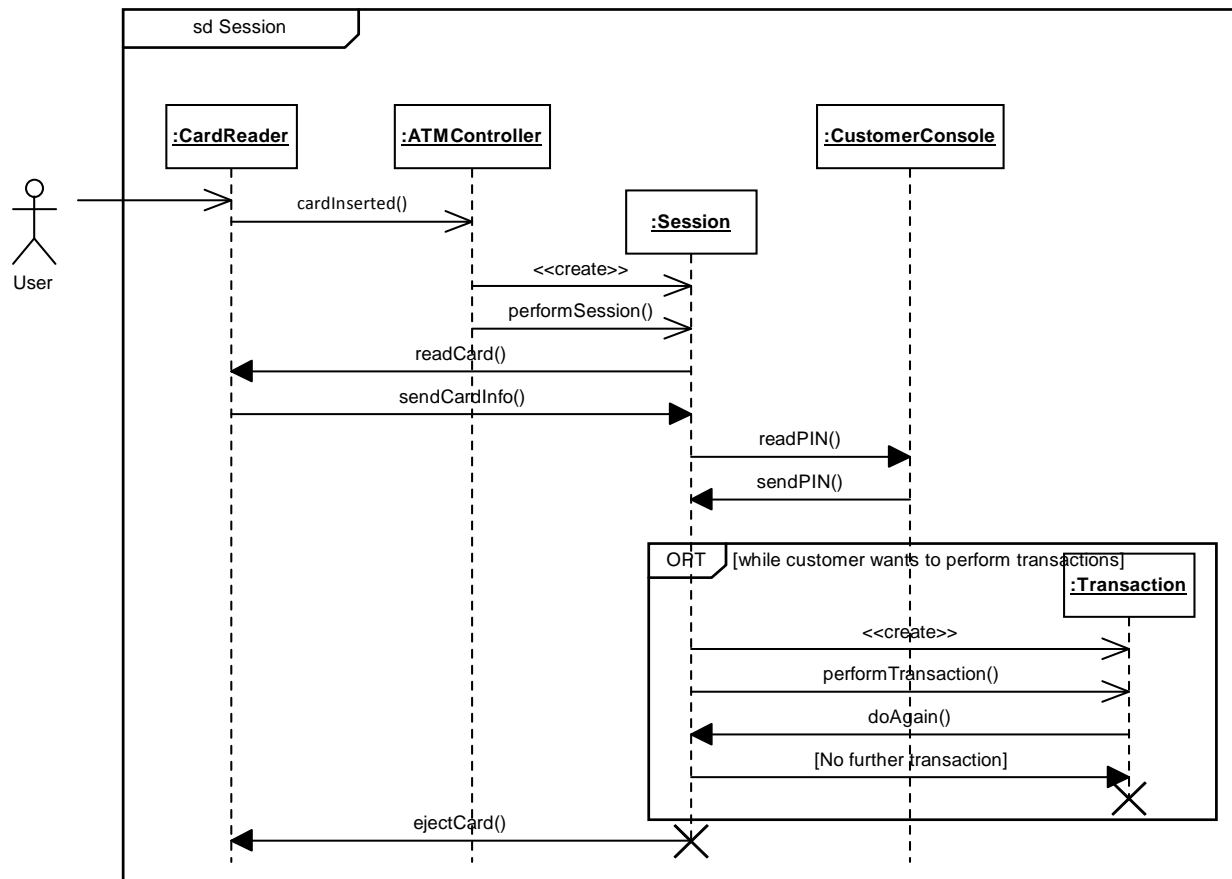 sd Session
:CardReader
:ATMController
:CustomerConsole
User
cardInserted()
:Session
<<create>>
performSession()
readCard()
sendCardInfo()
readPIN()
sendPIN()
OPT
[while customer wants to perform transactions]
:Transaction
<<create>>
performTransaction()
doAgain()
[No further transaction]
ejectCard()